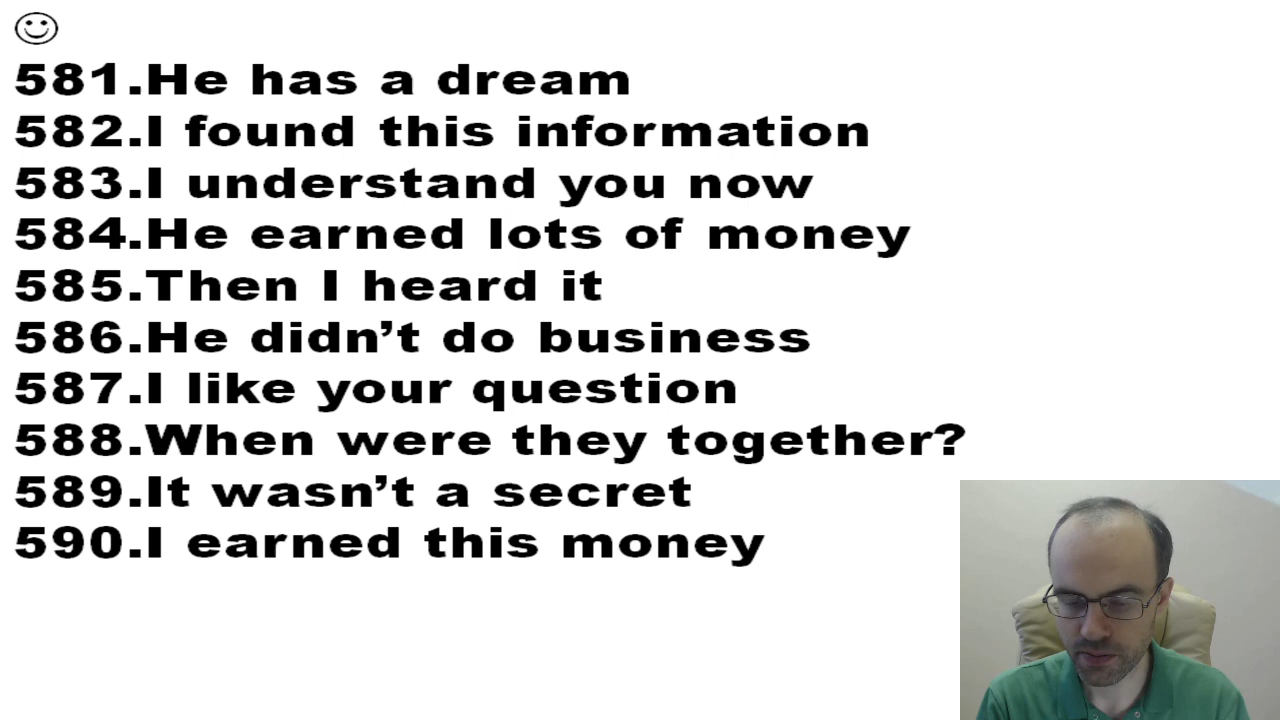 581.He has a dream
582.I found this information
583.I understand you now
584.He earned lots of money
585.Then I heard it
586.He didn’t do business
587.I like your question
588.When were they together?
589.It wasn’t a secret
590.I earned this money